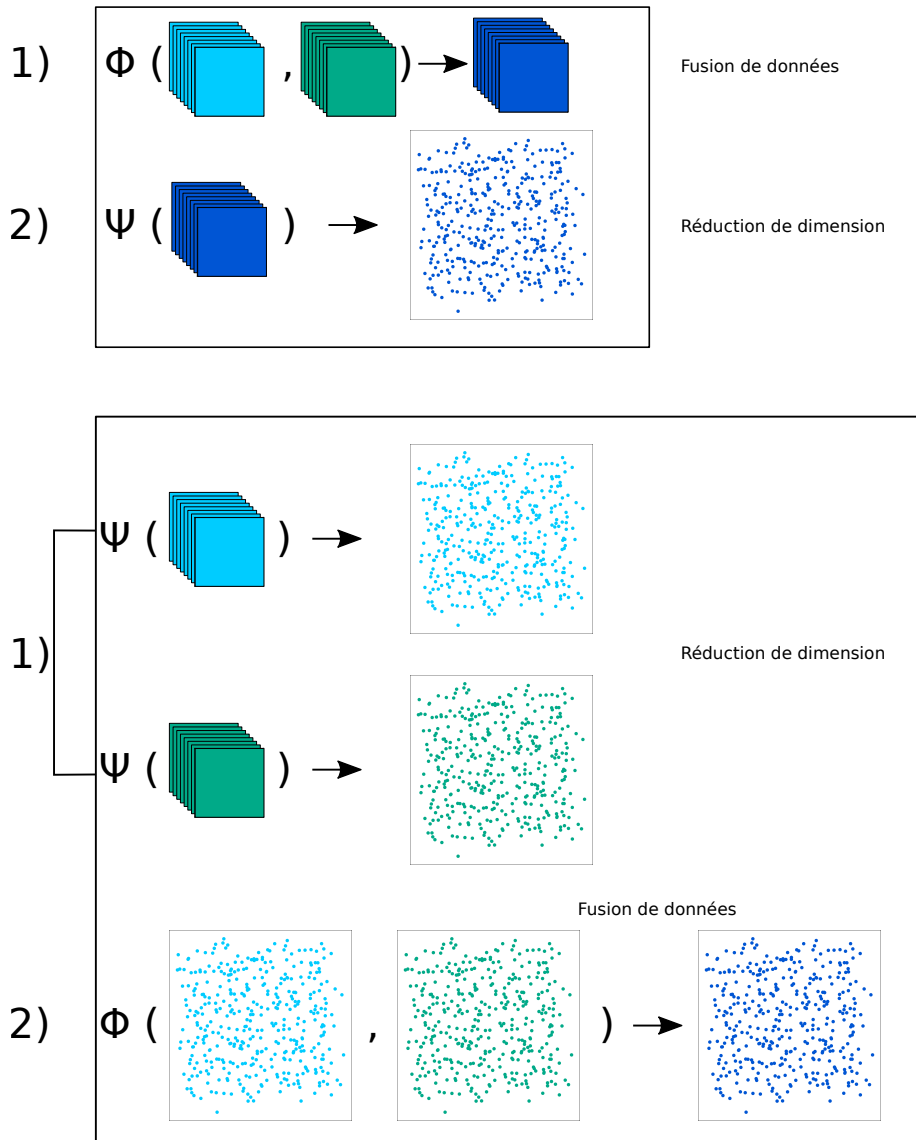 1) Φ ( , ) Fusion de données
2) Ψ ( ) Réduction de dimension
Ψ ( )
1) Réduction de dimension
Ψ ( )
Fusion de données
2) Φ ( , )